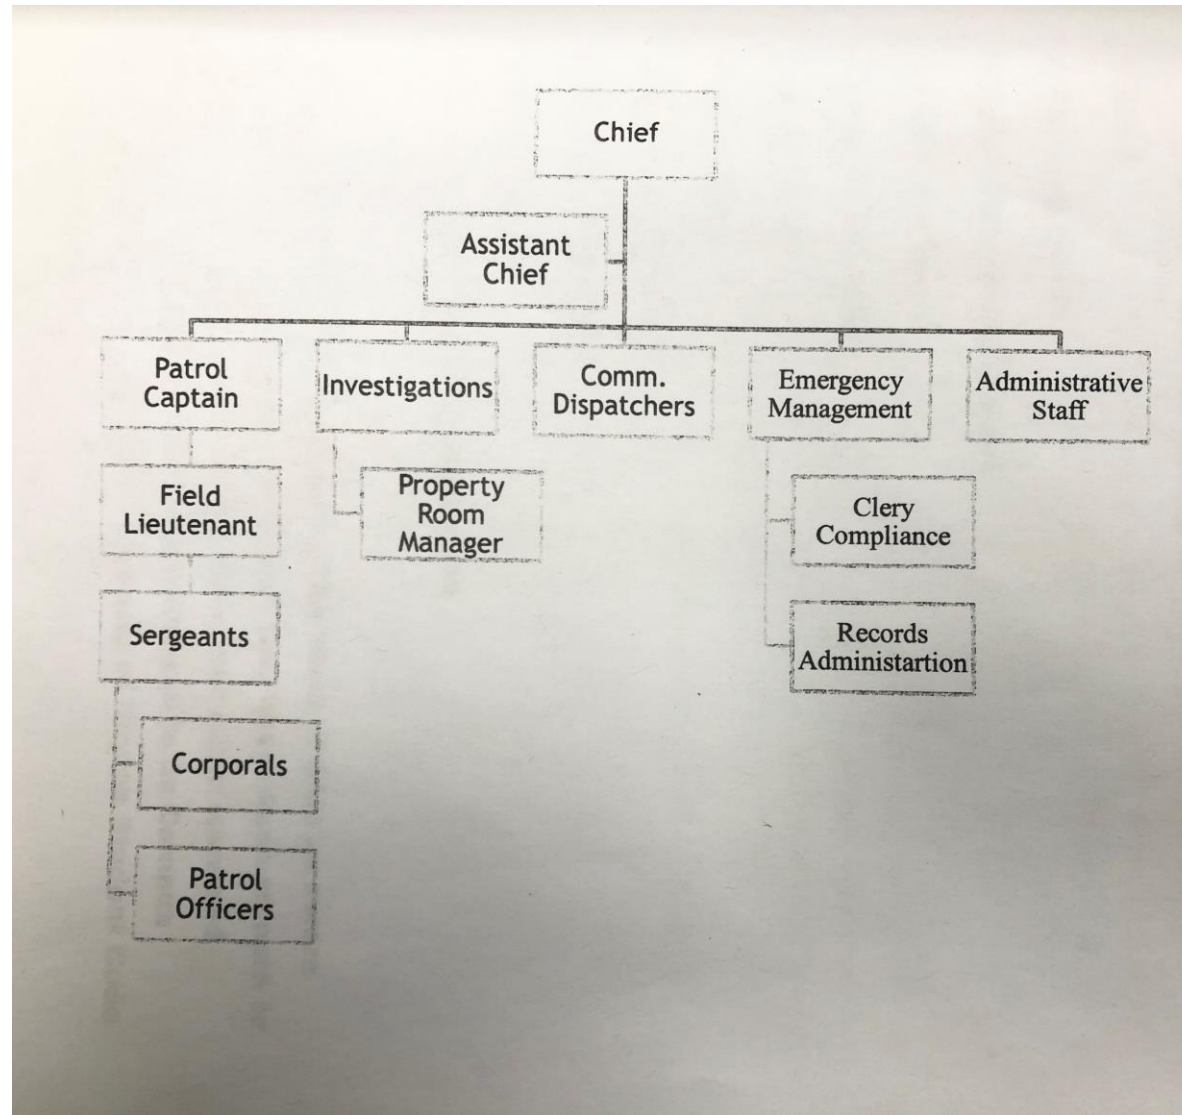 Chief
Assistant
Chief
Patrol
Captain
Investigations
Comm.
Dispatchers
Emergency
Management
Administrative
Staff
Field
Lieutenant
Property
Room
Manager
Clery
Compliance
Sergeants
Records
Administartion
Corporals
Patrol
Officers